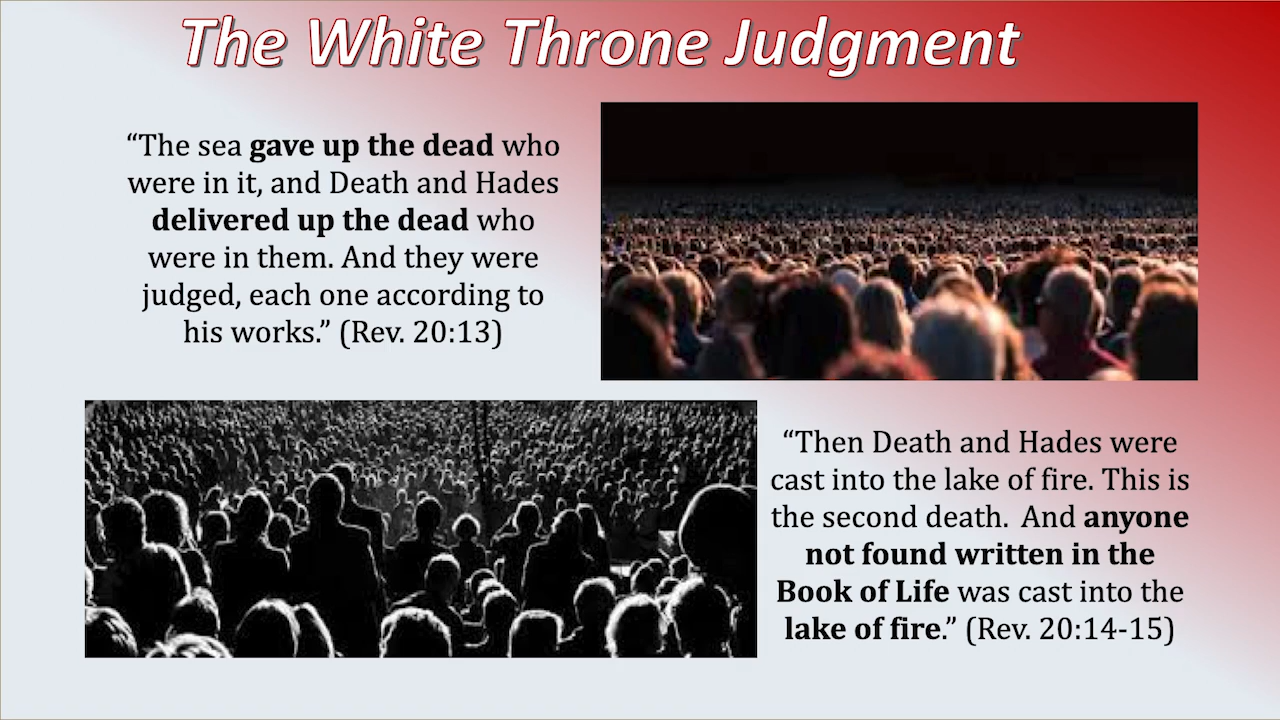 The White Throne Judgment
“The sea gave up the dead who
were in it, and Death and Hades
delivered up the dead who
were in them. And they were
judged, each one according to
his works.” (Rev. 20:13)
“Then Death and Hades were
cast into the lake of fire. This is
the second death.  And anyone
not found written in the
Book of Life was cast into the
lake of fire.” (Rev. 20:14-15)